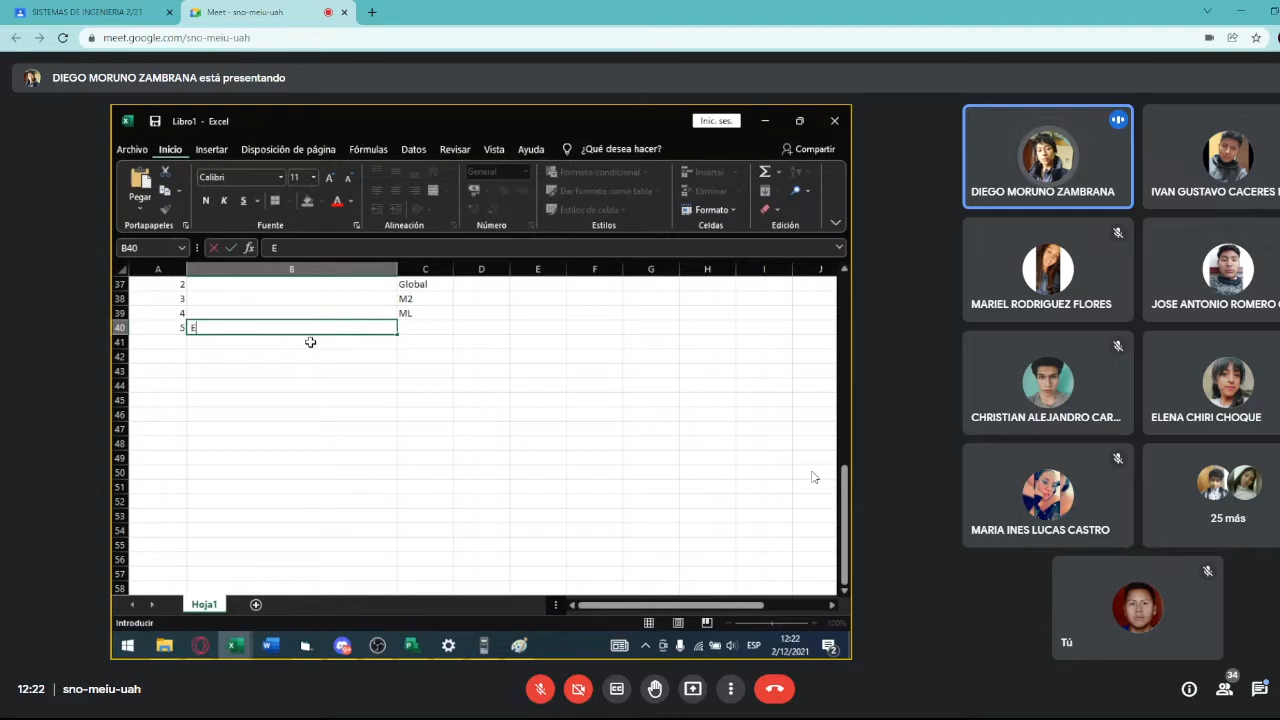 SISTEMAS DE INGENIERIA 2/21
Meet - sno-meiu-uah
meet.google.com/sno-meiu-uah
DIEGO MORUNO ZAMBRANA está presentando
Libro1 - Excel
Inic. ses.
Archivo Inicio Insertar Disposición de página Fórmulas Datos Revisar Vista Ayuda ¿Qué desea hacer? Compartir
Pegar
Calibri 11
N K S
General
Formato condicional
Dar formato como tabla
Estilos de celda
Insertar
Eliminar
Formato
Portapapeles Fuente Alineación Número Estilos Celdas Edición
B40 fx E
A B C D E F G H I J
37 2 Global
38 3 M2
39 4 ML
40 5 E
41
42
43
44
45
46
47
48
49
50
51
52
53
54
55
56
57
58
Hoja1
Introducir
100%
ESP
12:22
2/12/2021
2
DIEGO MORUNO ZAMBRANA
IVAN GUSTAVO CACERES
MARIEL RODRIGUEZ FLORES
JOSE ANTONIO ROMERO
CHRISTIAN ALEJANDRO CAR...
ELENA CHIRI CHOQUE
MARIA INES LUCAS CASTRO
25 más
Tú
12:22 sno-meiu-uah
34